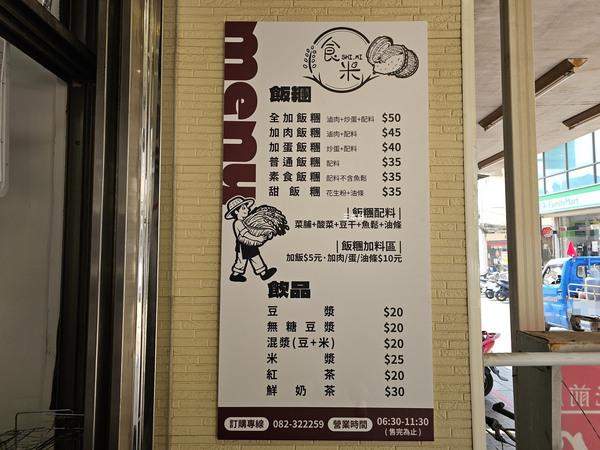 menu
食米
SHI.MI
飯糰
全加飯糰 滷肉+炒蛋+配料 $50
加肉飯糰 滷肉+配料 $45
加蛋飯糰 炒蛋+配料 $40
普通飯糰 配料 $35
素食飯糰 配料不含魚鬆 $35
甜飯糰 花生粉+油條 $35
|飯糰配料|
菜脯+酸菜+豆干+魚鬆+油條
|飯糰加料區|
加飯$5元·加肉/蛋/油條$10元
飲品
豆漿 $20
無糖豆漿 $20
混漿(豆+米) $20
米漿 $25
紅茶 $20
鮮奶茶 $30
訂購專線 082-322259 營業時間 06:30-11:30
(售完為止)
FamilyMart
前